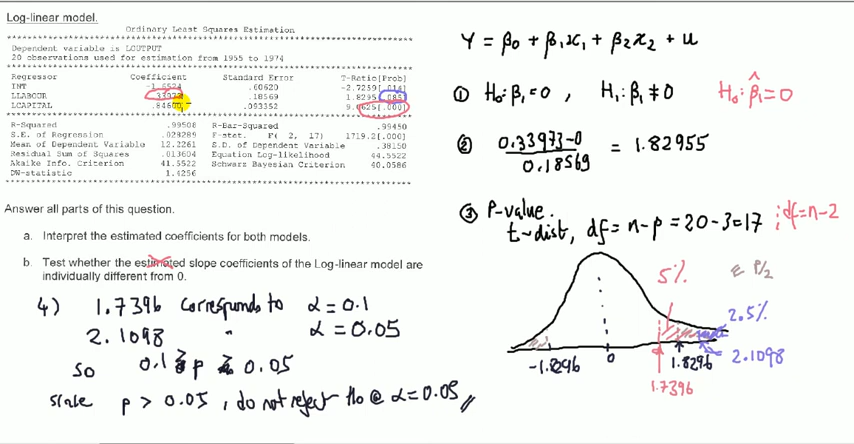 Log-linear model.
Ordinary Least Squares Estimation
Dependent variable is LOUTPUT
20 observations used for estimation from 1955 to 1974
Regressor Coefficient Standard Error T-Ratio[Prob]
INT .60620 -2.7259[.014]
LLABOUR .33973 .18569 1.8295[.085]
LCAPITAL .093352 [.000]
R-Squared .99508 R-Bar-Squared .99450
S.E. of Regression .028289 F-stat. F( 2, 17) 1719.2[.000]
Mean of Dependent Variable 12.2261 S.D. of Dependent Variable .38150
Residual Sum of Squares .013604 Equation Log-likelihood 44.5522
Akaike Info. Criterion 41.5522 Schwarz Bayesian Criterion 40.0586
DW-statistic 1.4256
Answer all parts of this question.
a. Interpret the estimated coefficients for both models.
b. Test whether the estimated slope coefficients of the Log-linear model are
individually different from 0.
4) 1.7396 corresponds to α = 0.1
2.1098 " α = 0.05
so 0.1 ≥ p ≥ 0.05
state p > 0.05, do not reject H₀ @ α = 0.05 //
Y = β₀ + β₁x₁ + β₂x₂ + u
① H₀: β₁ = 0 , H₁: β₁ ≠ 0 H₀: β̂₁ = 0
② 0.33973 - 0
0.18569
= 1.82955
③ P-value.
t-dist, df = n - p = 20 - 3 = 17 ; df = n - 2
5% P/2
2.5%
-1.8296 0 1.8296 2.1098
1.7396